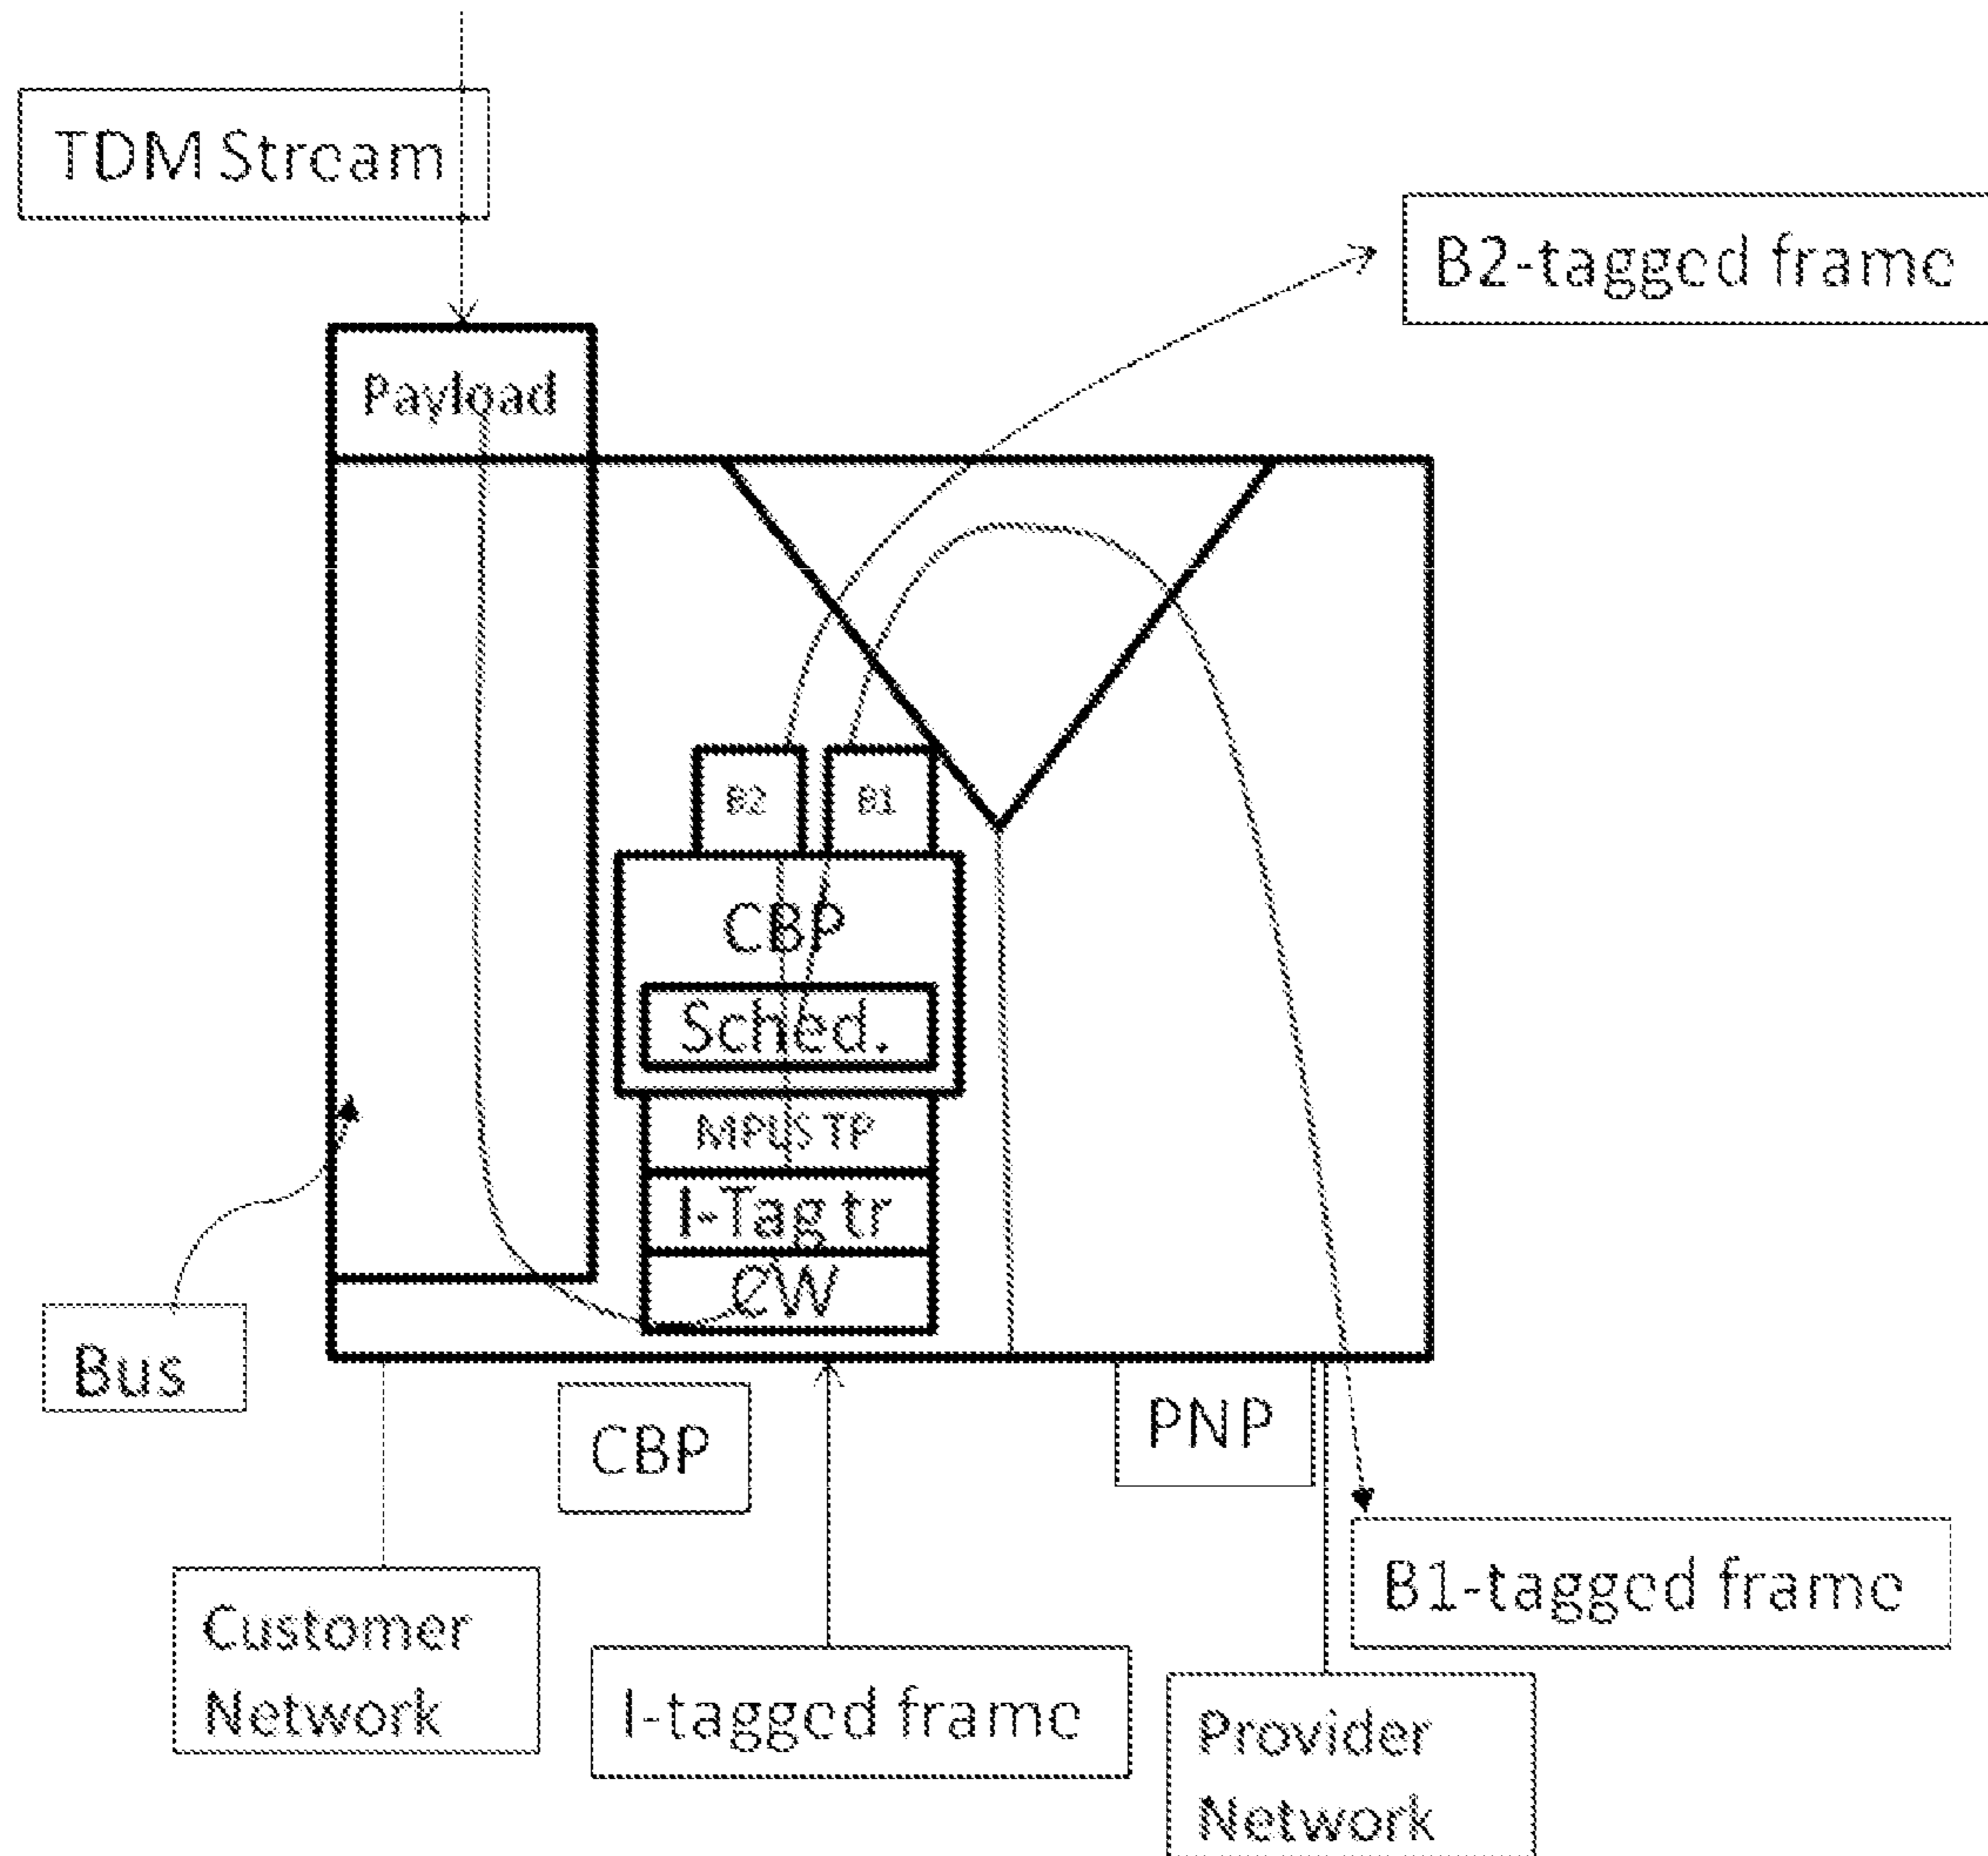 TDM Stream
B2-tagged frame
Payload
B2
B1
CBP
Sched.
MPUS TP
I-Tag tr
CW
Bus
CBP
PNP
B1-tagged frame
Customer
Network
I-tagged frame
Provider
Network